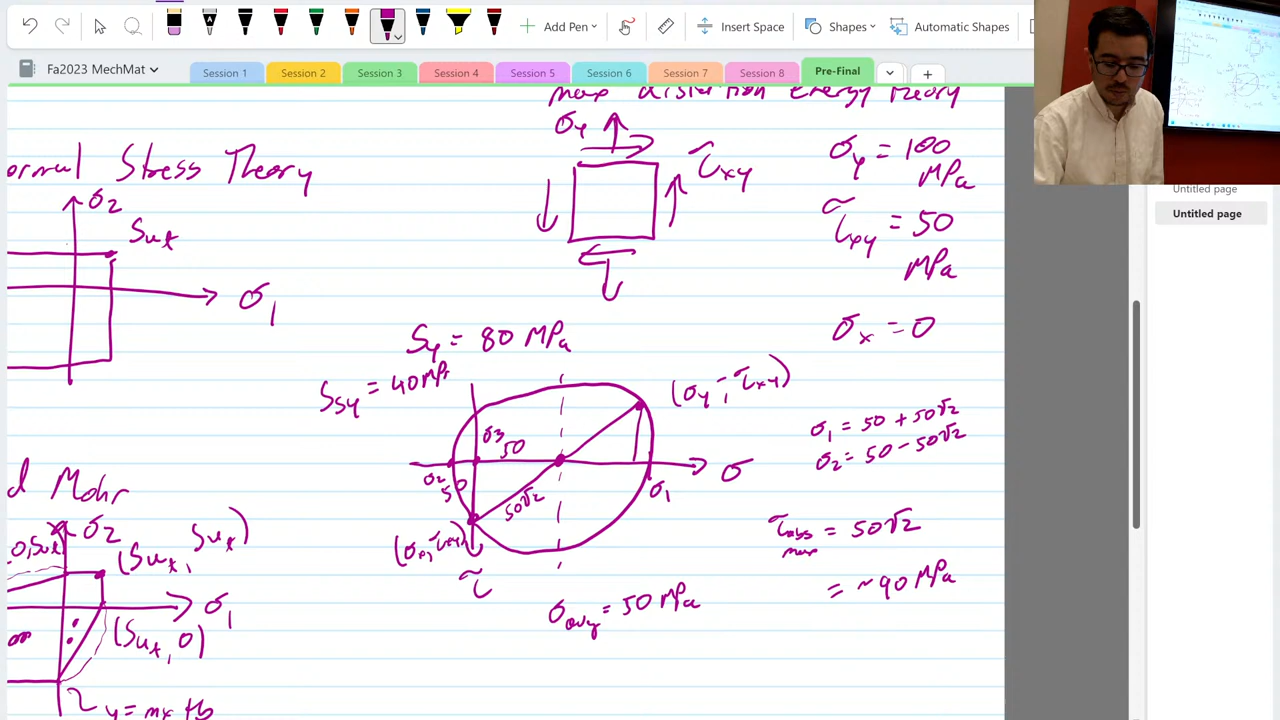 Add Pen
Insert Space
Automatic Shapes
Fa2023 MechMat
Session 1
Session 2
Session 3
Session 4
Session 5
Session 6
Session 7
Session 8
Pre-Final
Untitled page
Untitled page
max distortion Energy Theory
ormal Stress Theory
σ2
Sut
σ1
σy
τxy
σy = 100 MPa
τxy = 50 MPa
σx = 0
Sy = 80 MPa
Ssy = 40 MPa
(σy, -τxy)
σ3
50
σ2
50
50√2
σ1
σ
(σx, τxy)
τ
σavg = 50 MPa
σ1 = 50 + 50√2
σ2 = 50 - 50√2
τabs max = 50√2
= ~90 MPa
d Mohr
σ2
0, Sut
(Sut, Sut)
σ1
(Sut, 0)
y = mx + b